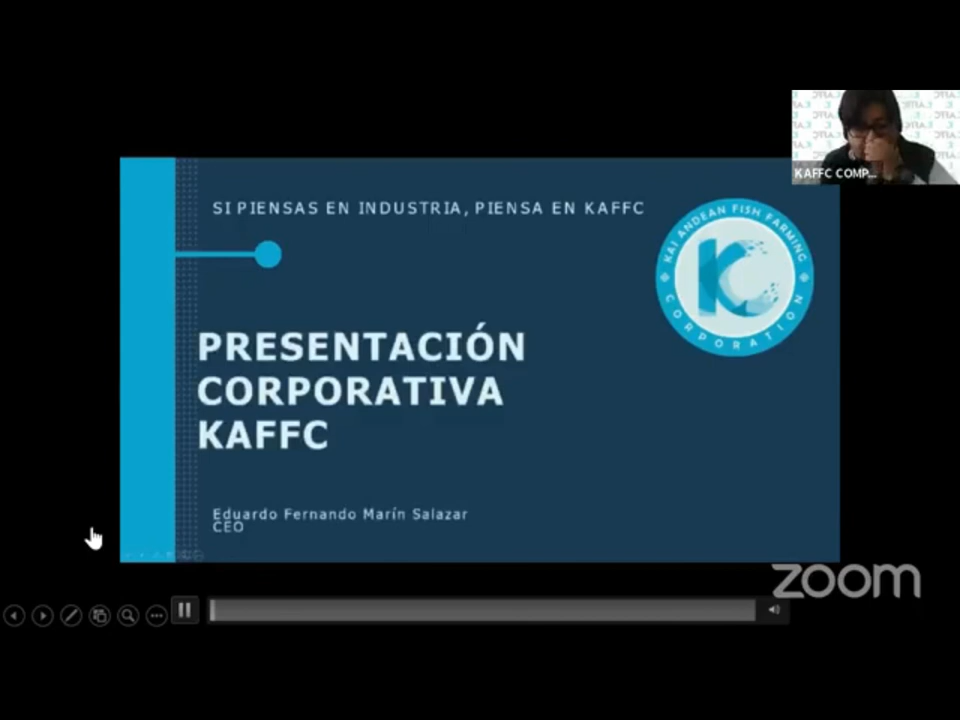 KAFFC COMP...
SI PIENSAS EN INDUSTRIA, PIENSA EN KAFFC
KAI ANDEAN FISH FARMING
CORPORATION
KC
PRESENTACIÓN
CORPORATIVA
KAFFC
Eduardo Fernando Marín Salazar
CEO
zoom